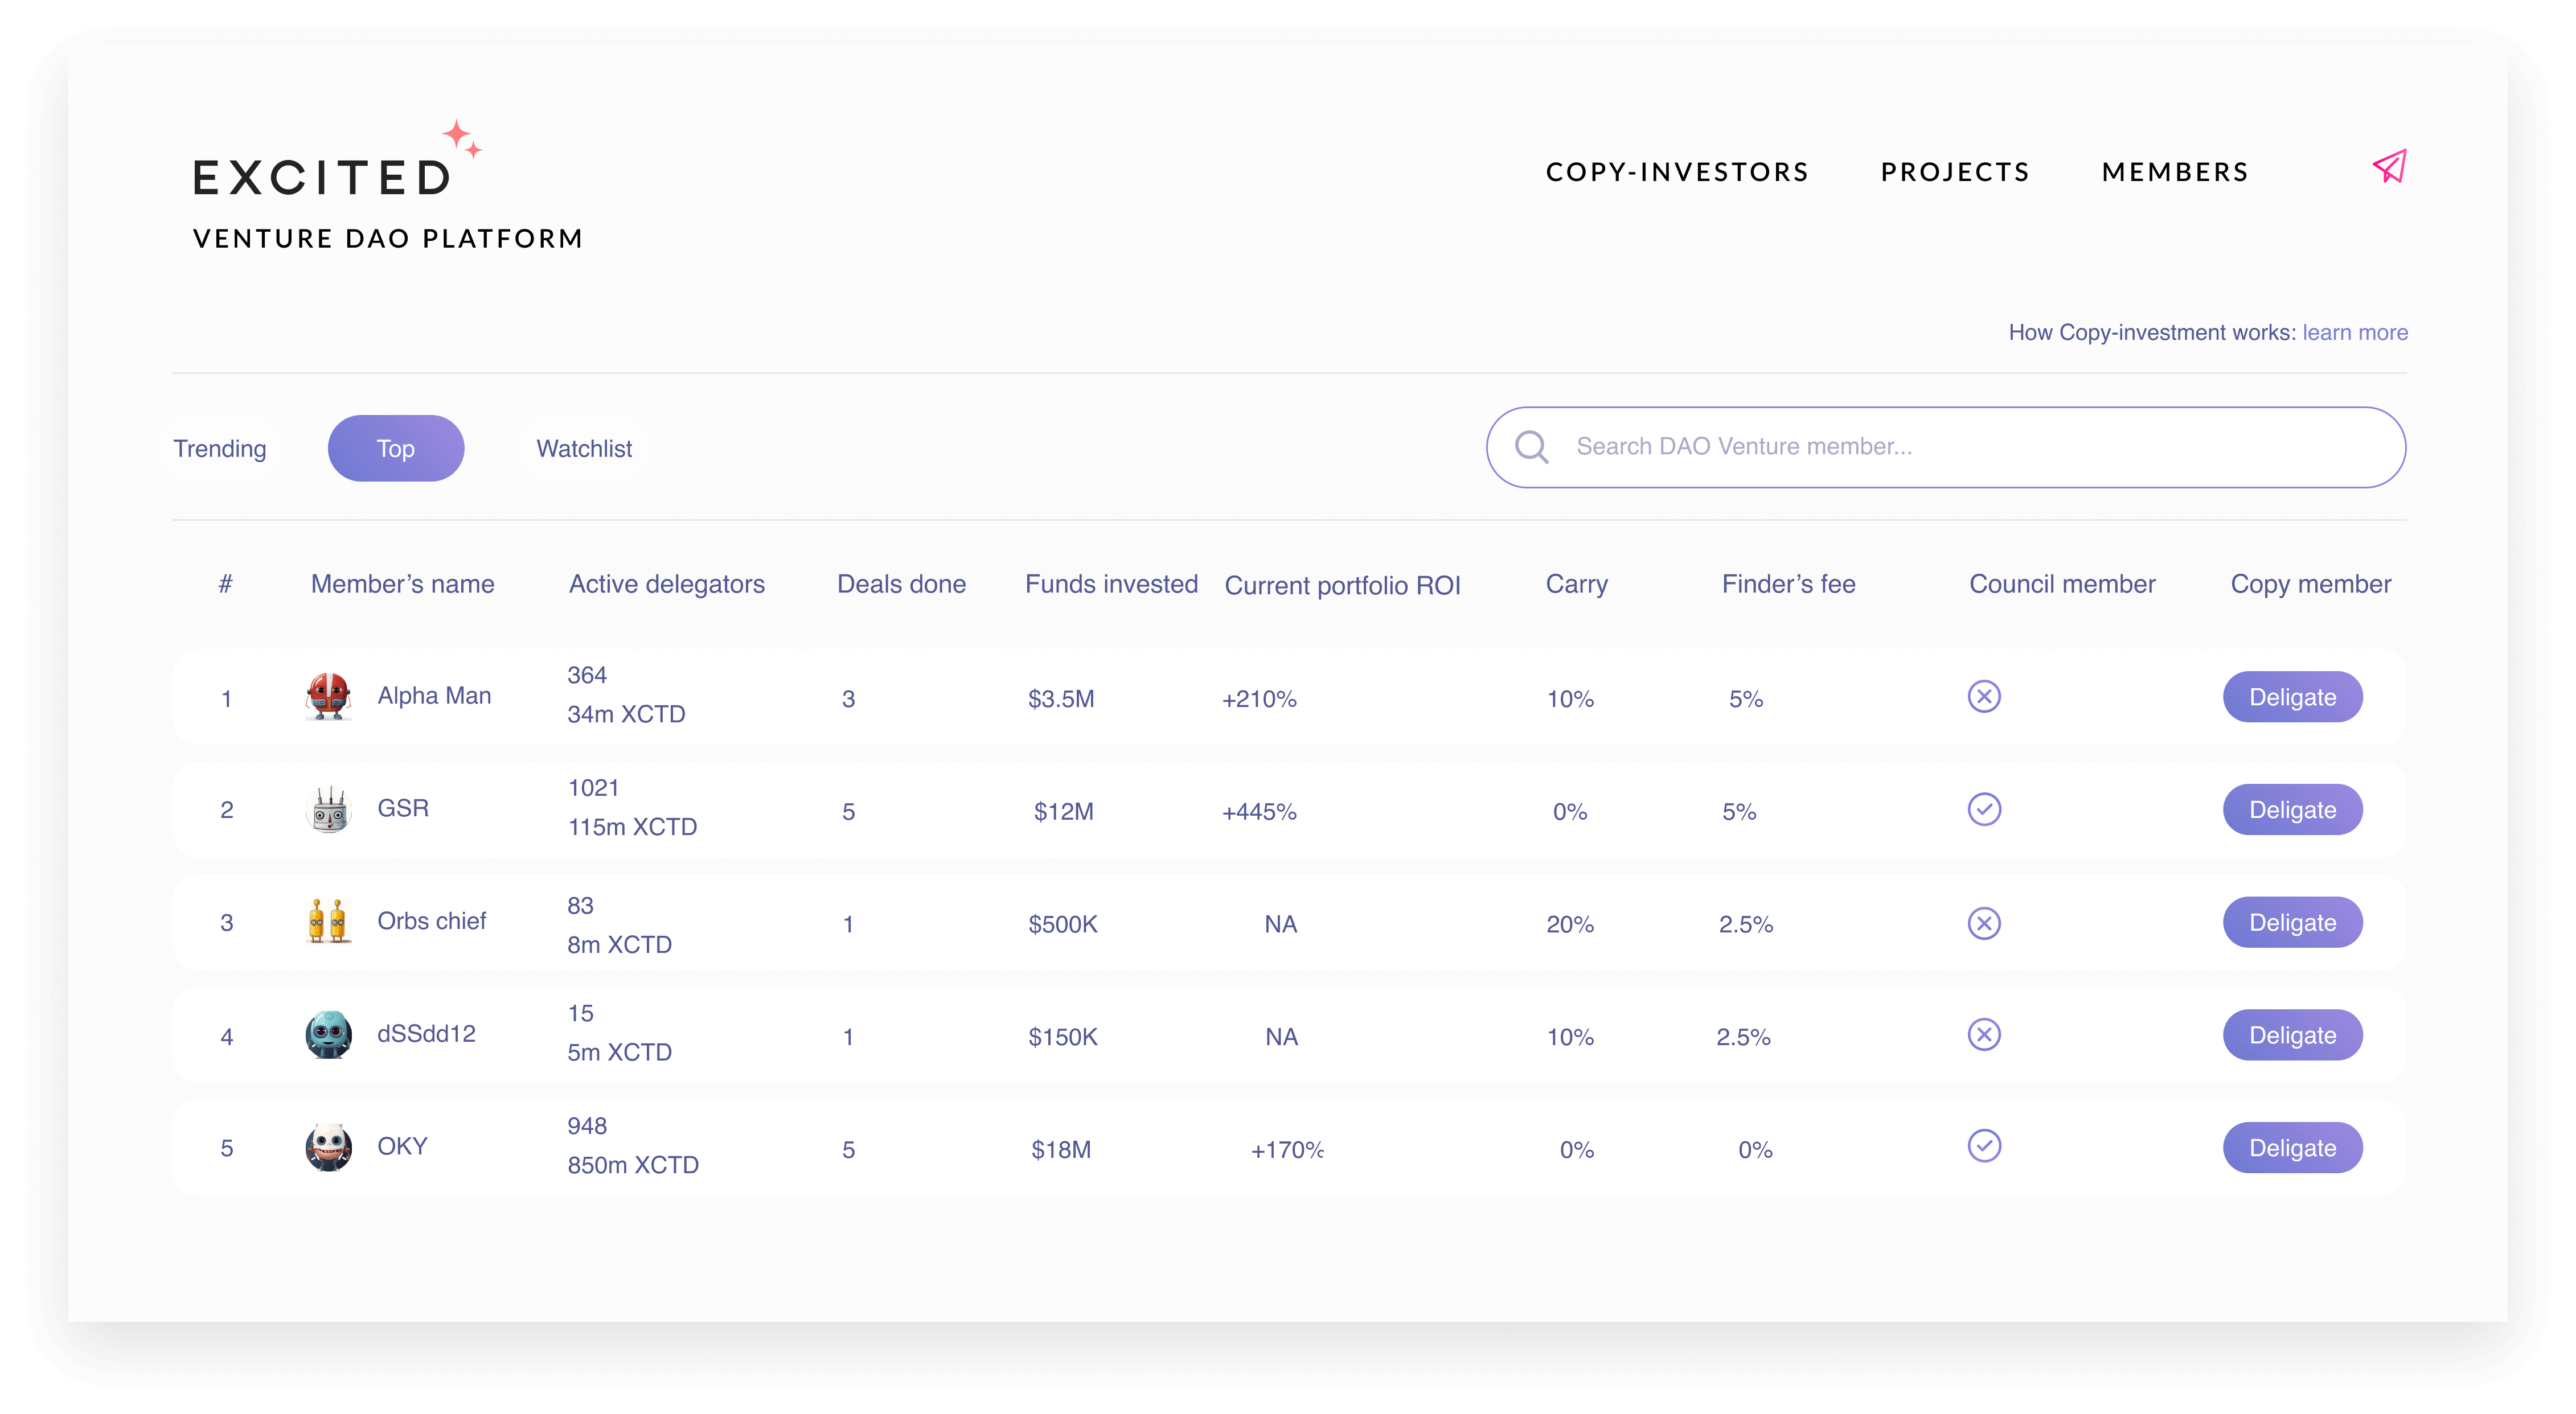 EXCITED
VENTURE DAO PLATFORM
COPY-INVESTORS PROJECTS MEMBERS
How Copy-investment works: learn more
Trending Top Watchlist Search DAO Venture member...
# Member’s name Active delegators Deals done Funds invested Current portfolio ROI Carry Finder’s fee Council member Copy member
1 Alpha Man 364 34m XCTD 3 $3.5M +210% 10% 5% Deligate
2 GSR 1021 115m XCTD 5 $12M +445% 0% 5% Deligate
3 Orbs chief 83 8m XCTD 1 $500K NA 20% 2.5% Deligate
4 dSSdd12 15 5m XCTD 1 $150K NA 10% 2.5% Deligate
5 OKY 948 850m XCTD 5 $18M +170% 0% 0% Deligate